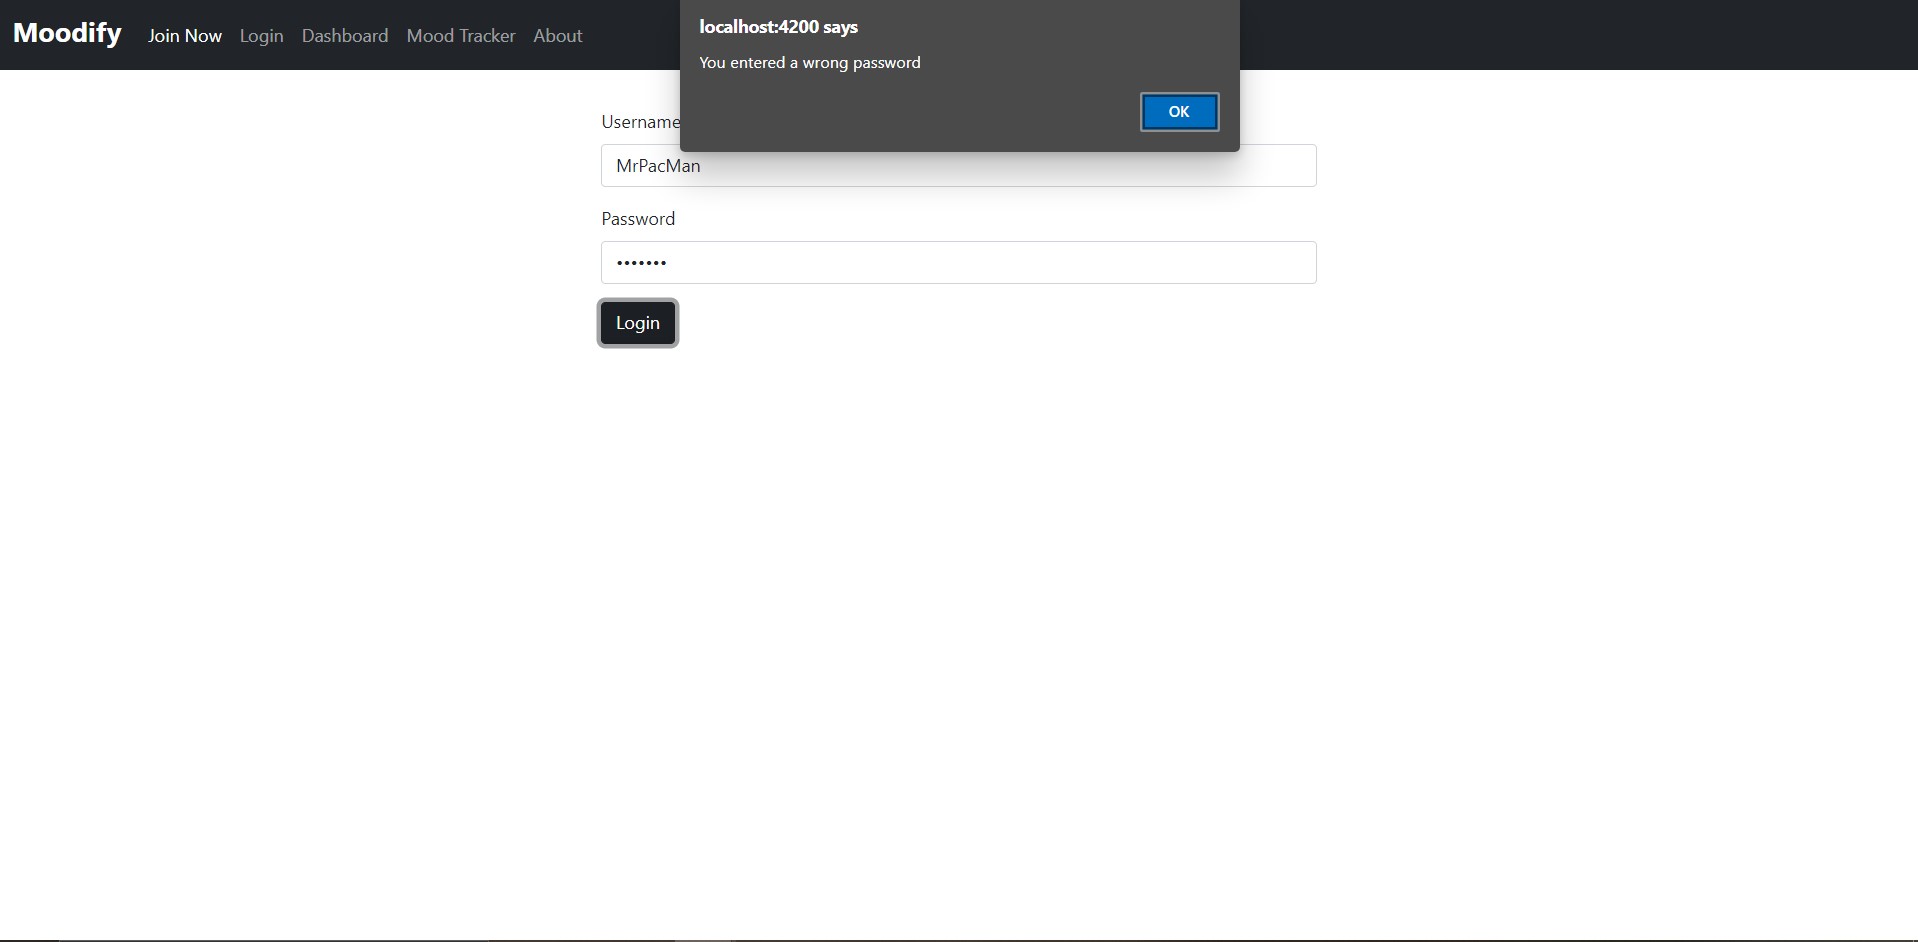 Moodify Join Now Login Dashboard Mood Tracker About
localhost:4200 says
You entered a wrong password
OK
Username
MrPacMan
Password
•••••••
Login